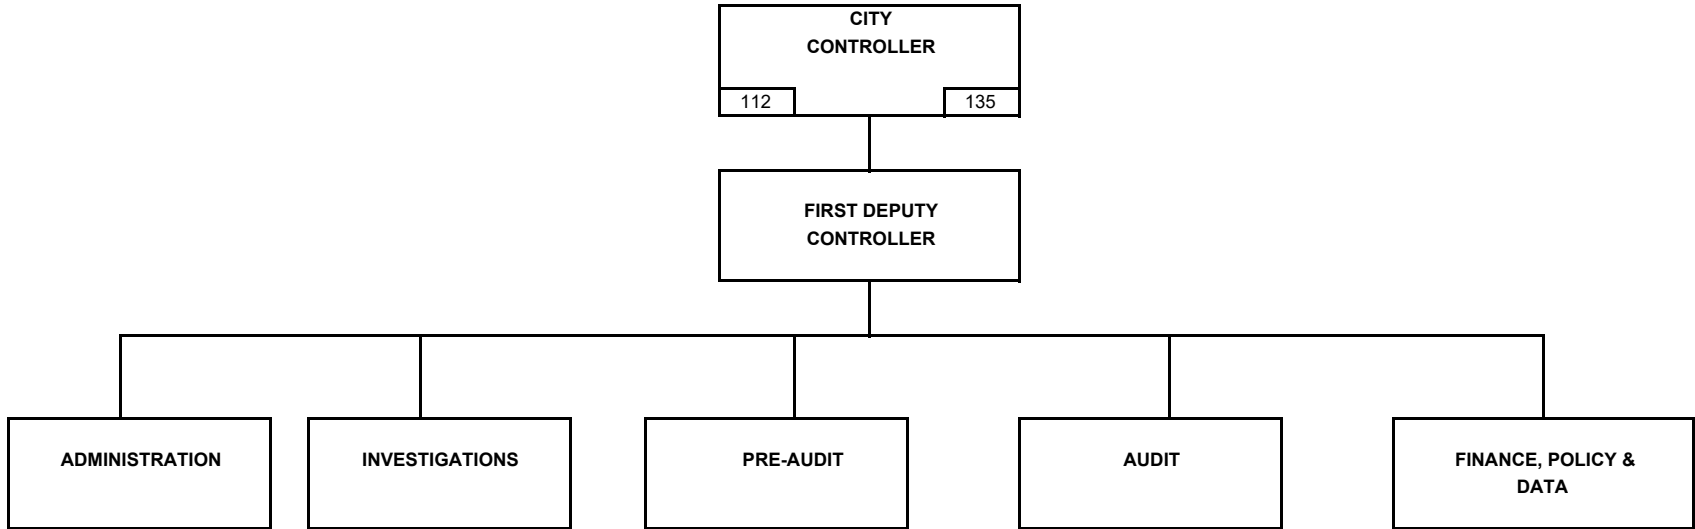 CITY
CONTROLLER
112 135
FIRST DEPUTY
CONTROLLER
ADMINISTRATION INVESTIGATIONS PRE-AUDIT AUDIT FINANCE, POLICY &
DATA